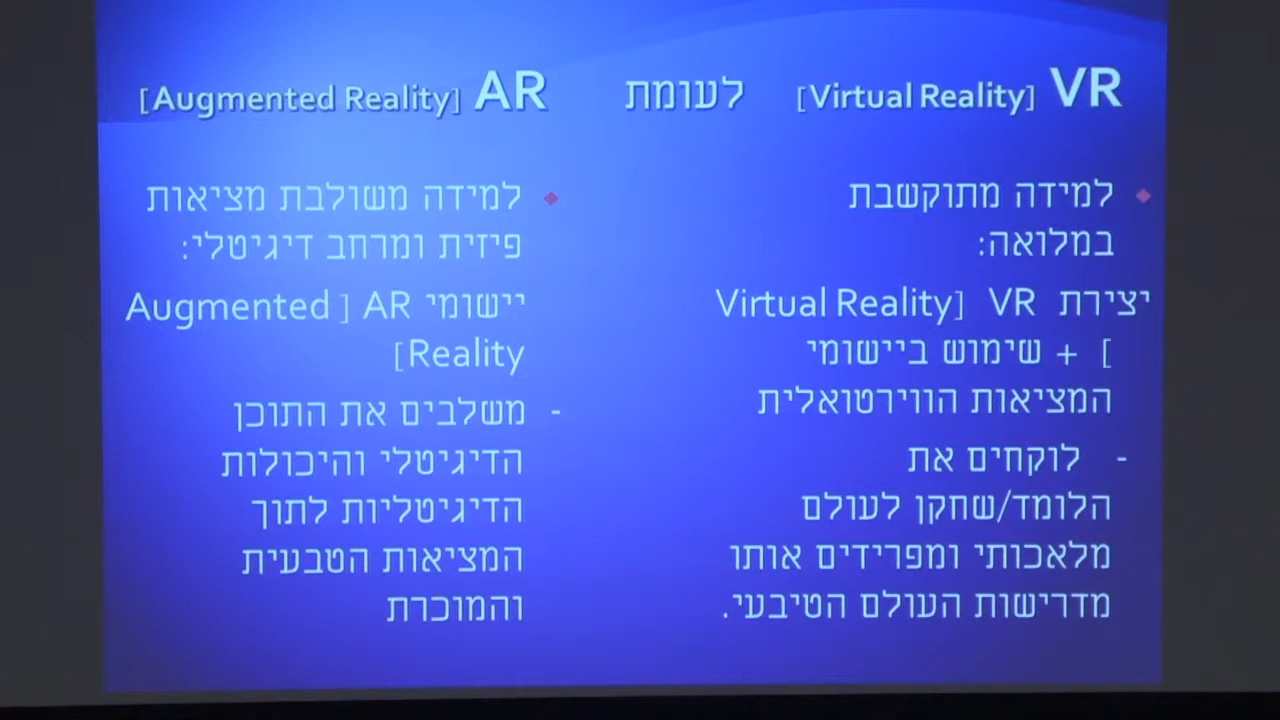 VR [Virtual Reality] לעומת AR [Augmented Reality]
למידה מתוקשבת
במלואה:
יצירת VR [Virtual Reality
] + שימוש ביישומי
המציאות הווירטואלית
- לוקחים את
הלומד/שחקן לעולם
מלאכותי ומפרידים אותו
מדרישות העולם הטיבעי.
למידה משולבת מציאות
פיזית ומרחב דיגיטלי:
יישומי AR [Augmented
Reality]
- משלבים את התוכן
הדיגיטלי והיכולות
הדיגיטליות לתוך
המציאות הטבעית
והמוכרת